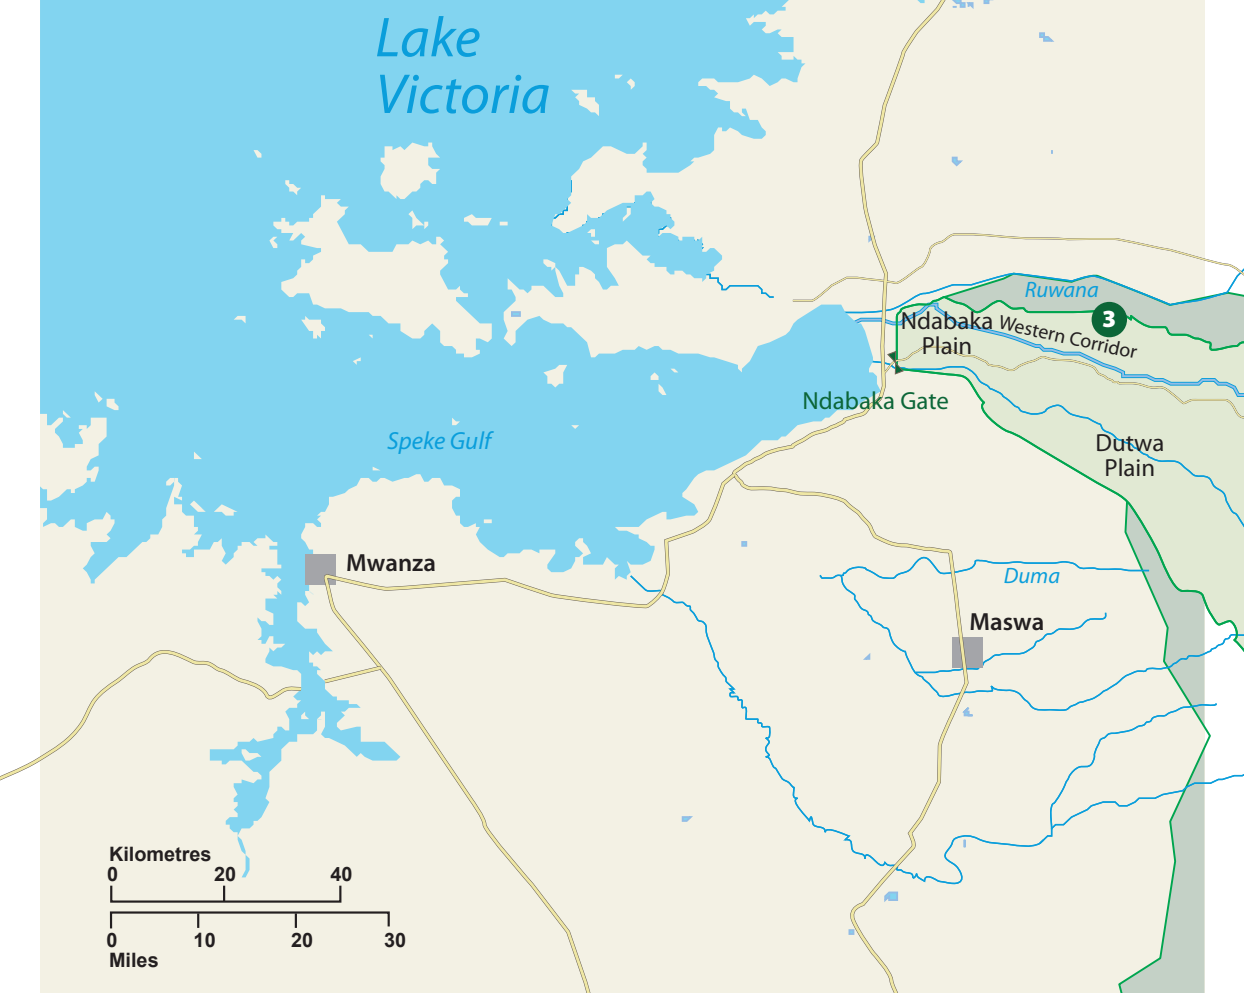 Lake
Victoria
Ruwana
3
Ndabaka
Plain
Western Corridor
Ndabaka Gate
Speke Gulf
Dutwa
Plain
Mwanza
Duma
Maswa
Kilometres
0 20 40
0 10 20 30
Miles